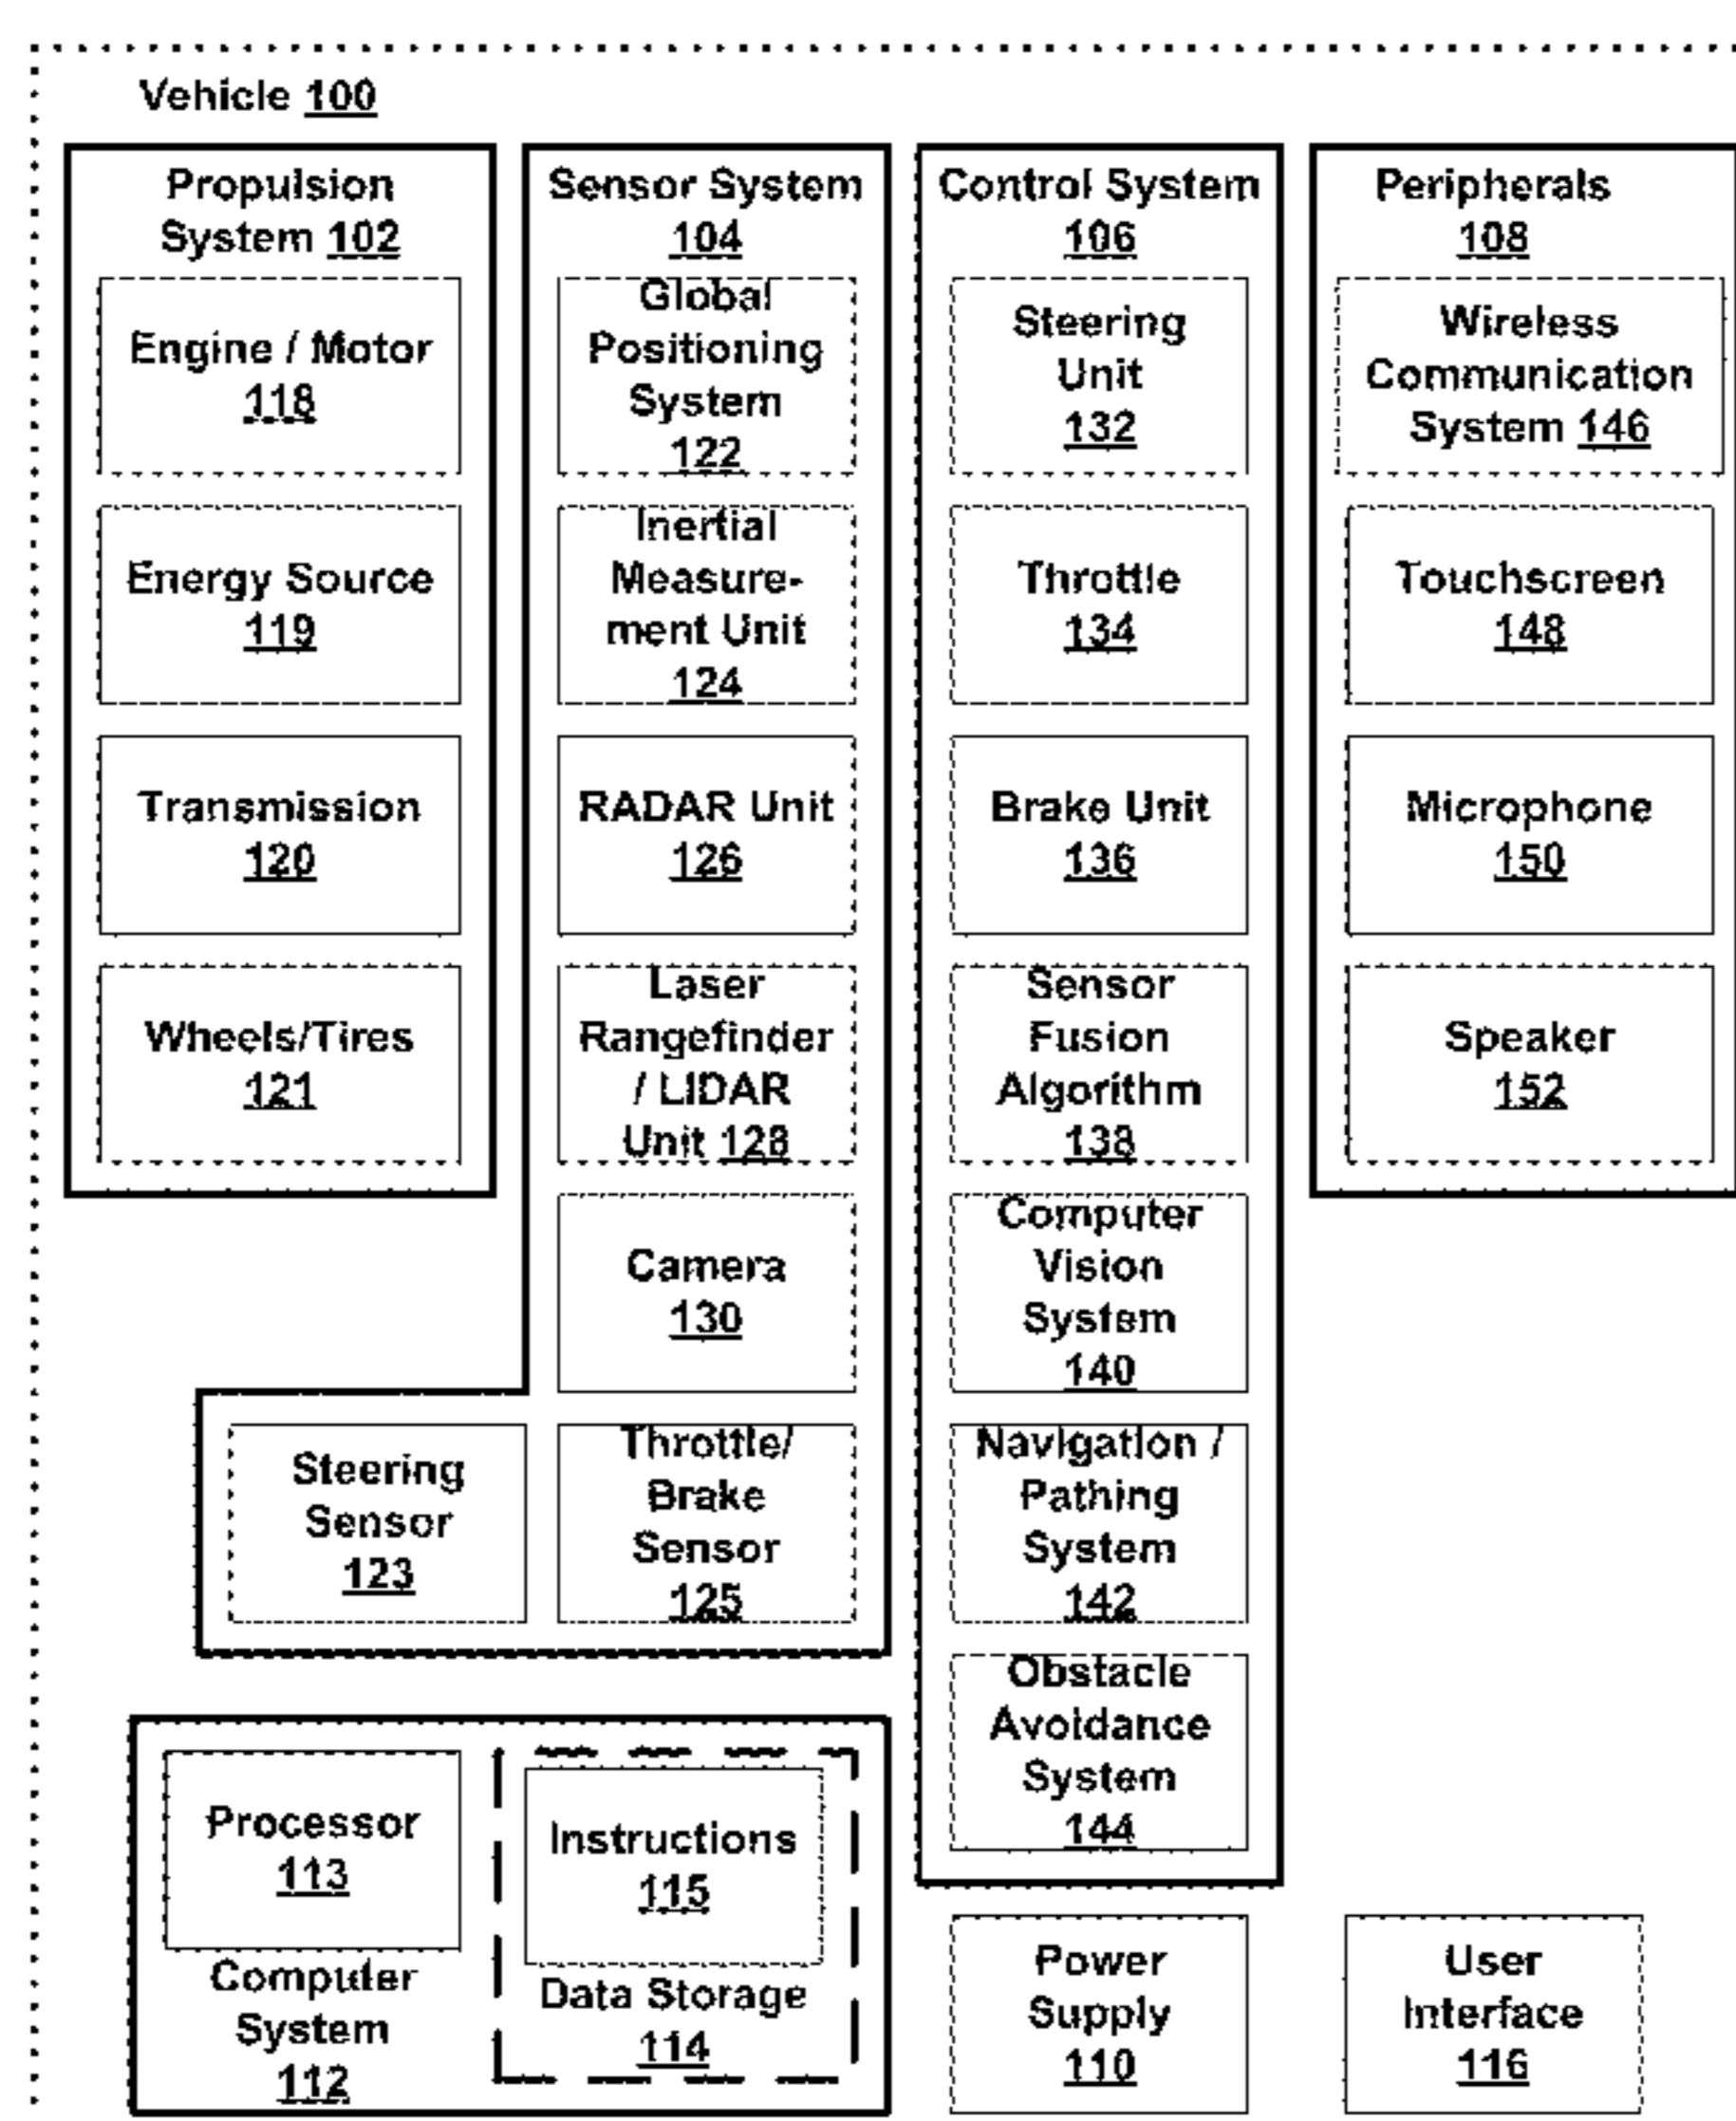 Vehicle 100
Propulsion
System 102
Engine / Motor
118
Energy Source
119
Transmission
120
Wheels/Tires
121
Sensor System
104
Global
Positioning
System
122
Inertial
Measure-
ment Unit
124
RADAR Unit
126
Laser
Rangefinder
/ LIDAR
Unit 128
Camera
130
Steering
Sensor
123
Throttle/
Brake
Sensor
125
Control System
106
Steering
Unit
132
Throttle
134
Brake Unit
136
Sensor
Fusion
Algorithm
138
Computer
Vision
System
140
Navigation /
Pathing
System
142
Obstacle
Avoidance
System
144
Peripherals
108
Wireless
Communication
System 146
Touchscreen
148
Microphone
150
Speaker
152
Processor
113
Computer
System
112
Instructions
115
Data Storage
114
Power
Supply
110
User
Interface
116